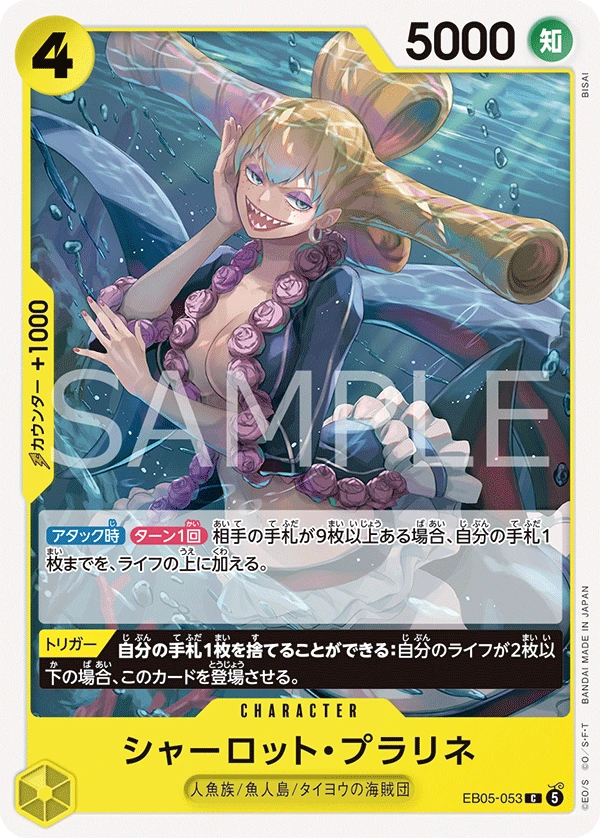 4
5000
知
BISAI
カウンター +1000
SAMPLE
アタック時 ターン1回 相手の手札が9枚以上ある場合、自分の手札1
枚までを、ライフの上に加える。
トリガー 自分の手札1枚を捨てることができる:自分のライフが2枚以
下の場合、このカードを登場させる。
CHARACTER
シャーロット・プラリネ
人魚族/魚人島/タイヨウの海賊団
EB05-053 C 5
©E/S ©O/S・F・T BANDAI MADE IN JAPAN